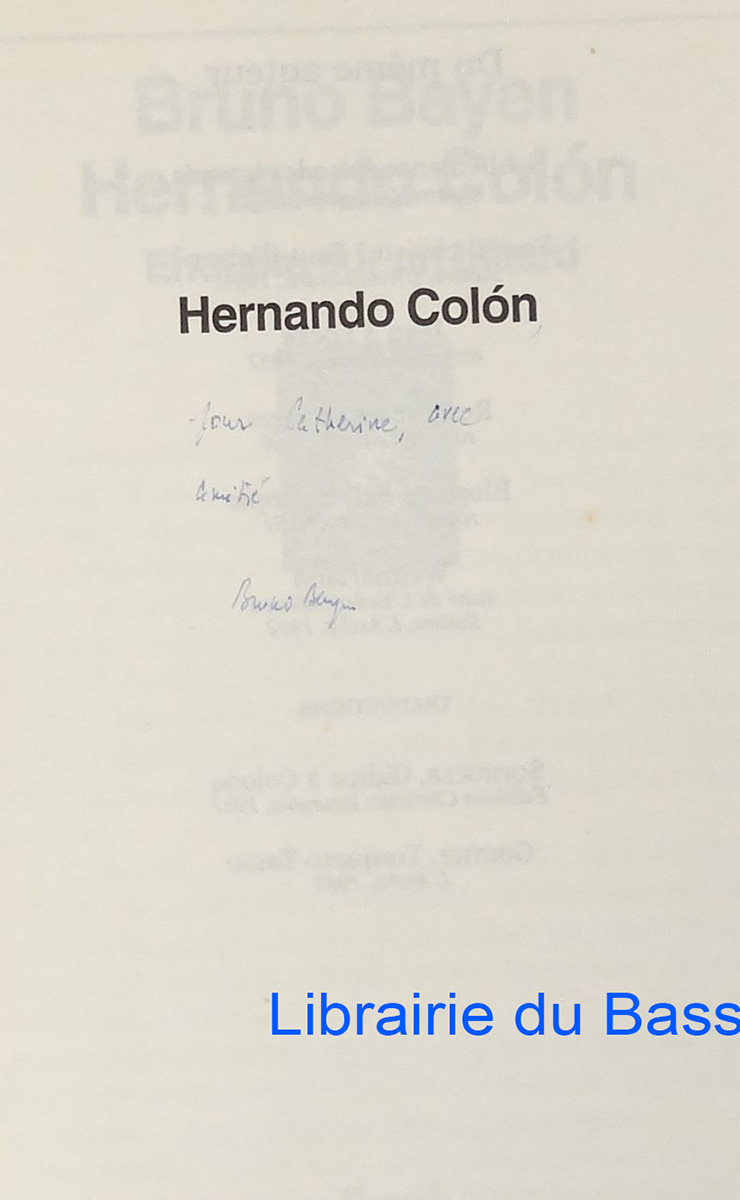 Hernando Colón
Pour Catherine, avec
amitié
Bruno Bayen
Librairie du Bass